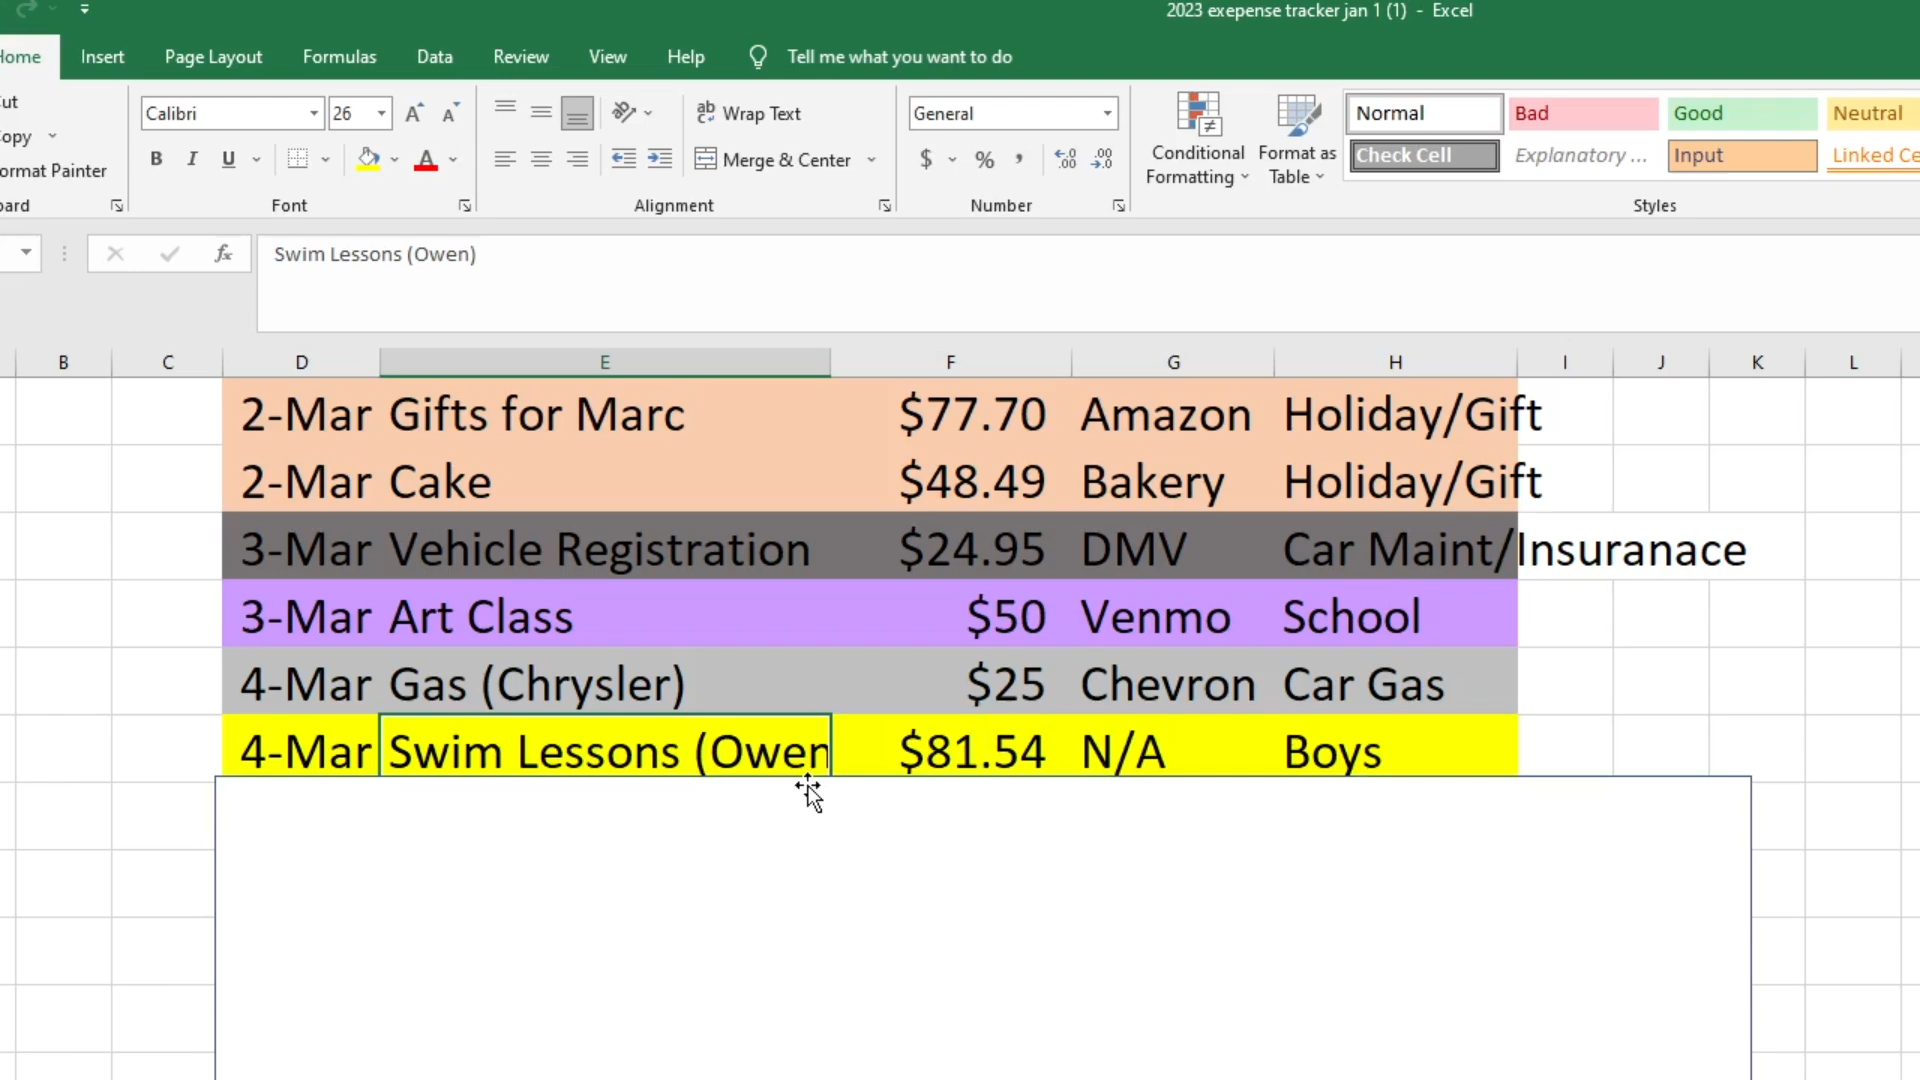 2023 exepense tracker jan 1 (1) - Excel
Home Insert Page Layout Formulas Data Review View Help Tell me what you want to do
Calibri 26 A A ab Wrap Text General Normal Bad Good Neutral
B I U A Merge & Center $ % , .00 .00 Conditional Formatting Format as Table Check Cell Explanatory ... Input Linked Ce
ormat Painter
Font Alignment Number Styles
fx Swim Lessons (Owen)
B C D E F G H I J K L
2-Mar Gifts for Marc $77.70 Amazon Holiday/Gift
2-Mar Cake $48.49 Bakery Holiday/Gift
3-Mar Vehicle Registration $24.95 DMV Car Maint/Insuranace
3-Mar Art Class $50 Venmo School
4-Mar Gas (Chrysler) $25 Chevron Car Gas
4-Mar Swim Lessons (Owen $81.54 N/A Boys